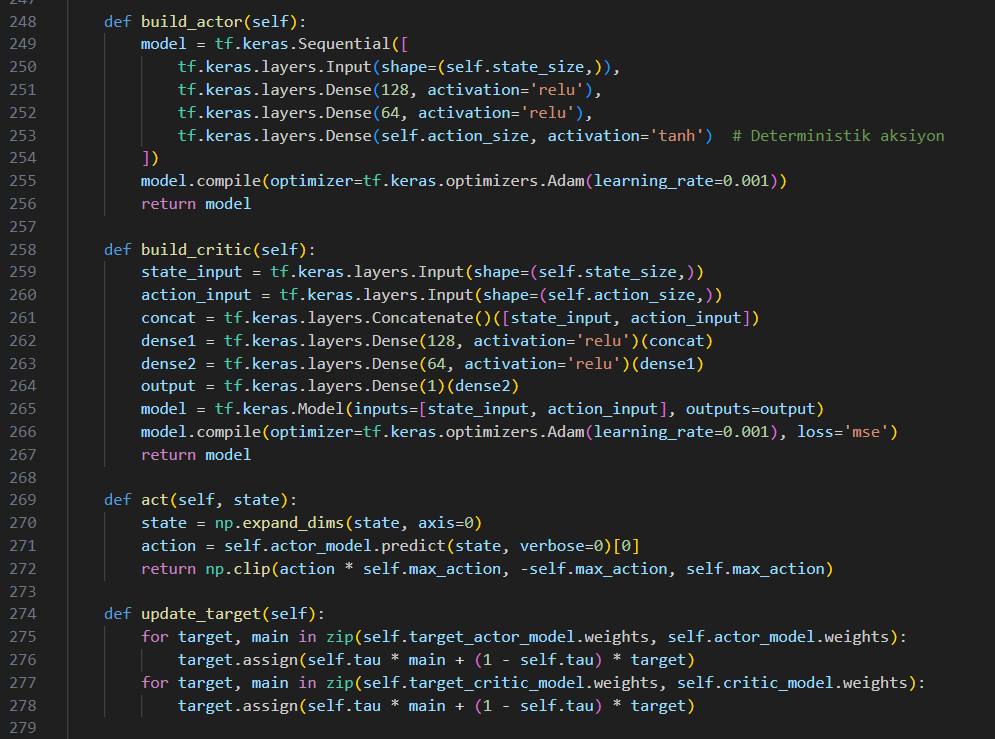 247
248 def build_actor(self):
249 model = tf.keras.Sequential([
250 tf.keras.layers.Input(shape=(self.state_size,)),
251 tf.keras.layers.Dense(128, activation='relu'),
252 tf.keras.layers.Dense(64, activation='relu'),
253 tf.keras.layers.Dense(self.action_size, activation='tanh')  # Deterministik aksiyon
254 ])
255 model.compile(optimizer=tf.keras.optimizers.Adam(learning_rate=0.001))
256 return model
257
258 def build_critic(self):
259 state_input = tf.keras.layers.Input(shape=(self.state_size,))
260 action_input = tf.keras.layers.Input(shape=(self.action_size,))
261 concat = tf.keras.layers.Concatenate()([state_input, action_input])
262 dense1 = tf.keras.layers.Dense(128, activation='relu')(concat)
263 dense2 = tf.keras.layers.Dense(64, activation='relu')(dense1)
264 output = tf.keras.layers.Dense(1)(dense2)
265 model = tf.keras.Model(inputs=[state_input, action_input], outputs=output)
266 model.compile(optimizer=tf.keras.optimizers.Adam(learning_rate=0.001), loss='mse')
267 return model
268
269 def act(self, state):
270 state = np.expand_dims(state, axis=0)
271 action = self.actor_model.predict(state, verbose=0)[0]
272 return np.clip(action * self.max_action, -self.max_action, self.max_action)
273
274 def update_target(self):
275 for target, main in zip(self.target_actor_model.weights, self.actor_model.weights):
276 target.assign(self.tau * main + (1 - self.tau) * target)
277 for target, main in zip(self.target_critic_model.weights, self.critic_model.weights):
278 target.assign(self.tau * main + (1 - self.tau) * target)
279